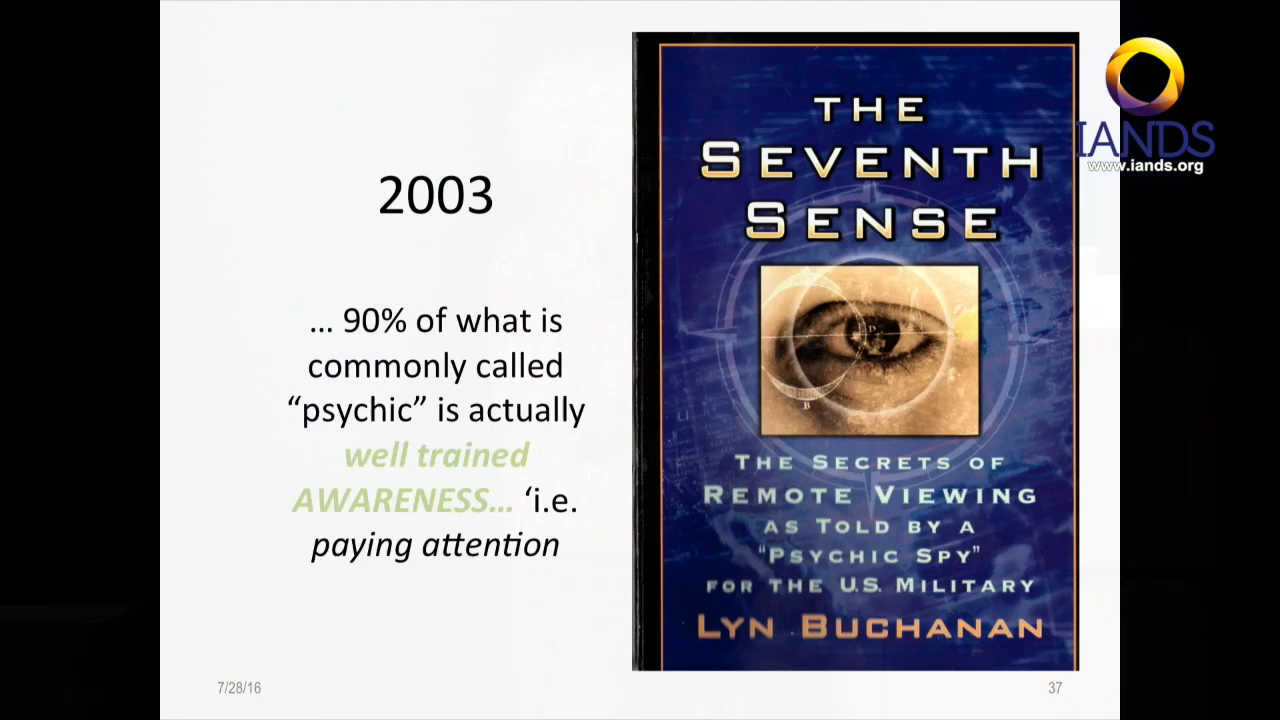 2003
… 90% of what is
commonly called
“psychic” is actually
well trained
AWARENESS… ‘i.e.
paying attention
7/28/16
THE
SEVENTH
SENSE
B
THE SECRETS OF
REMOTE VIEWING
AS TOLD BY A
“PSYCHIC SPY”
FOR THE U.S. MILITARY
LYN BUCHANAN
37
IANDS
www.iands.org